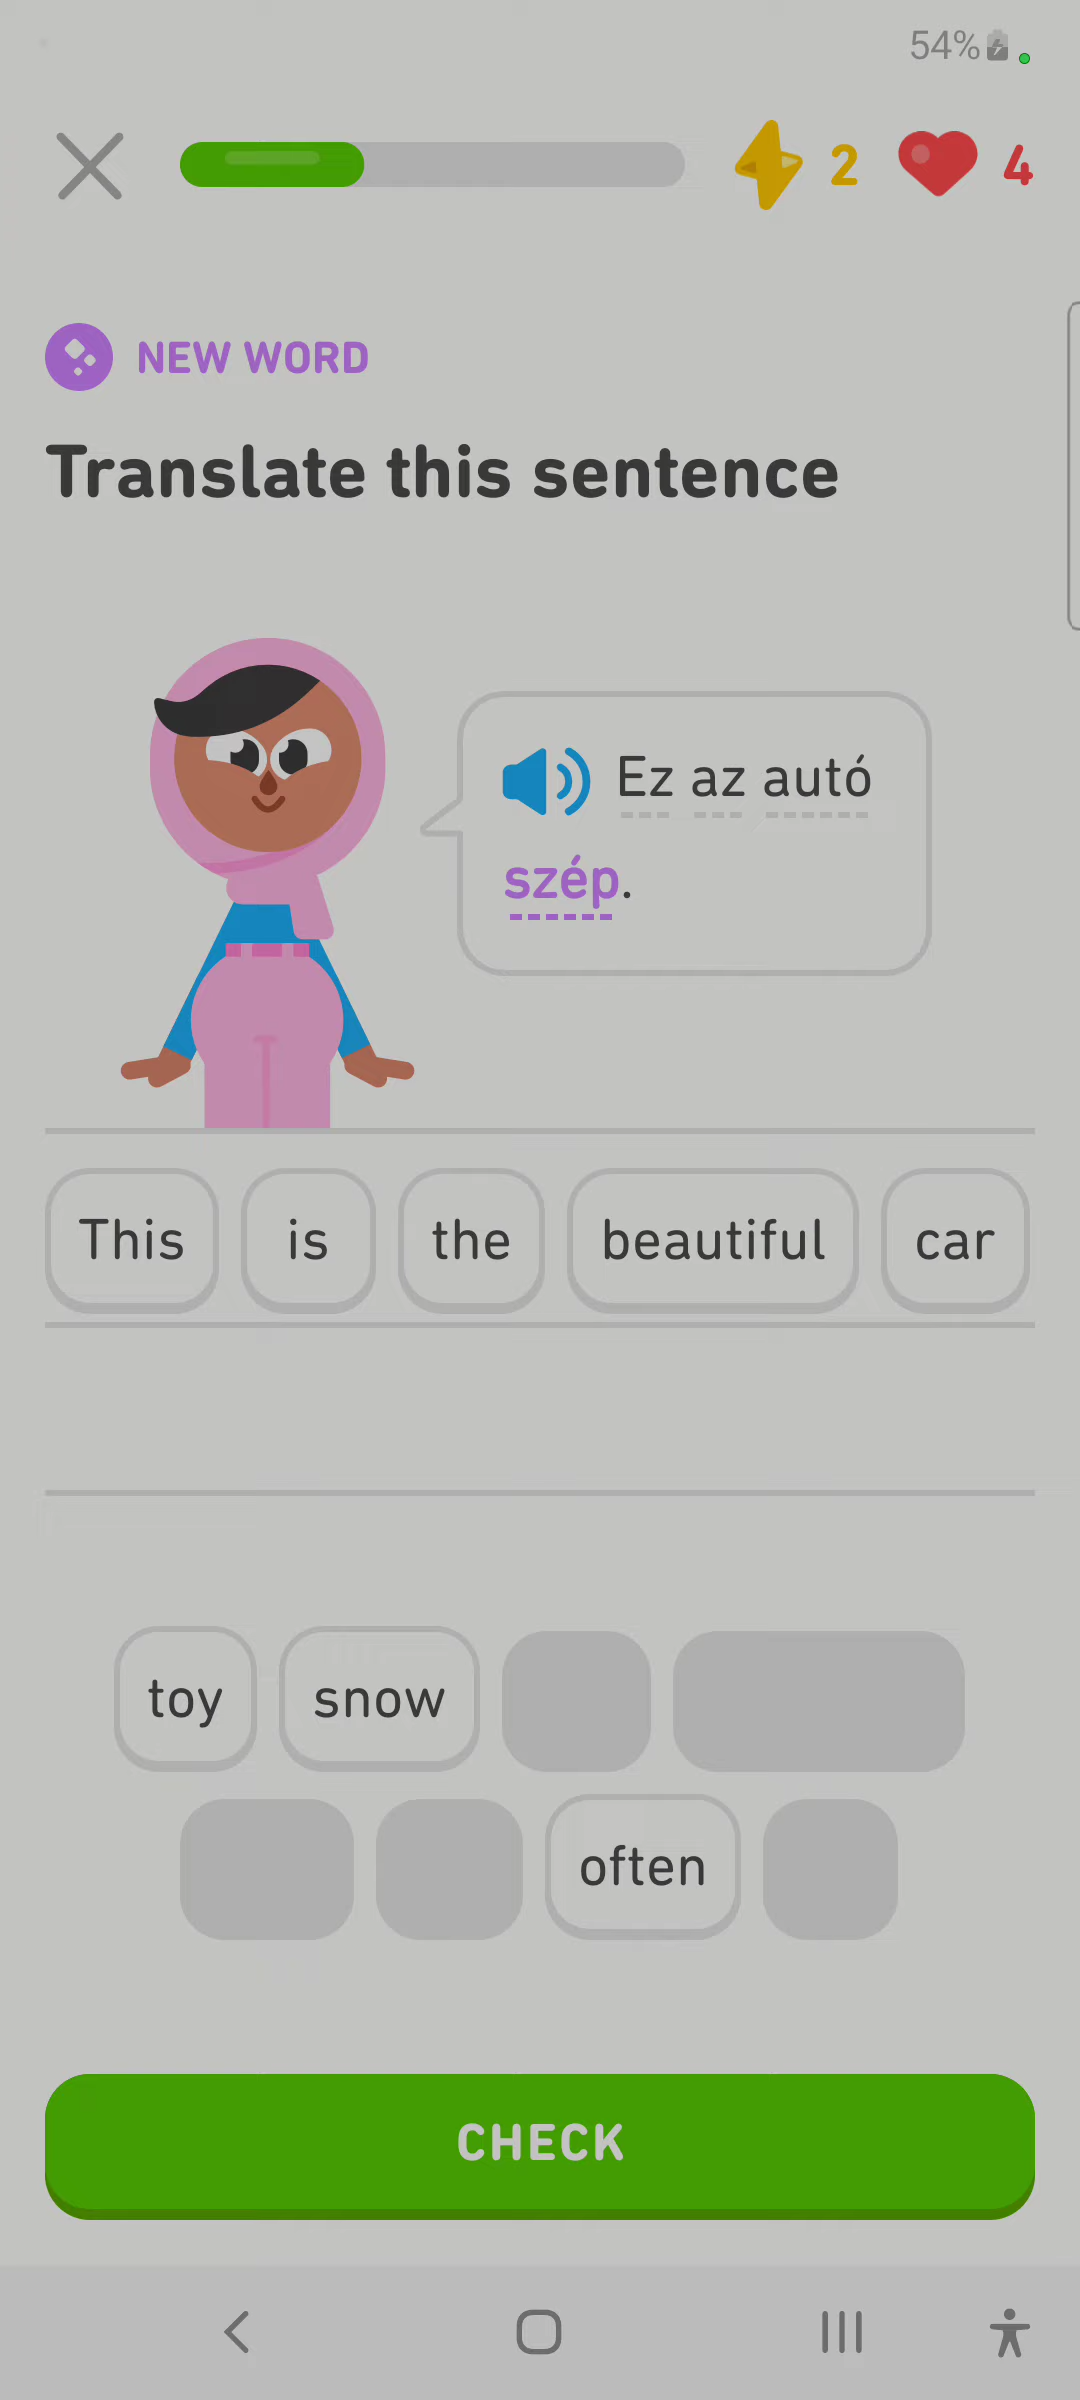 54%
2
4
NEW WORD
Translate this sentence
Ez az autó
szép.
This is the beautiful car
toy snow
often
CHECK